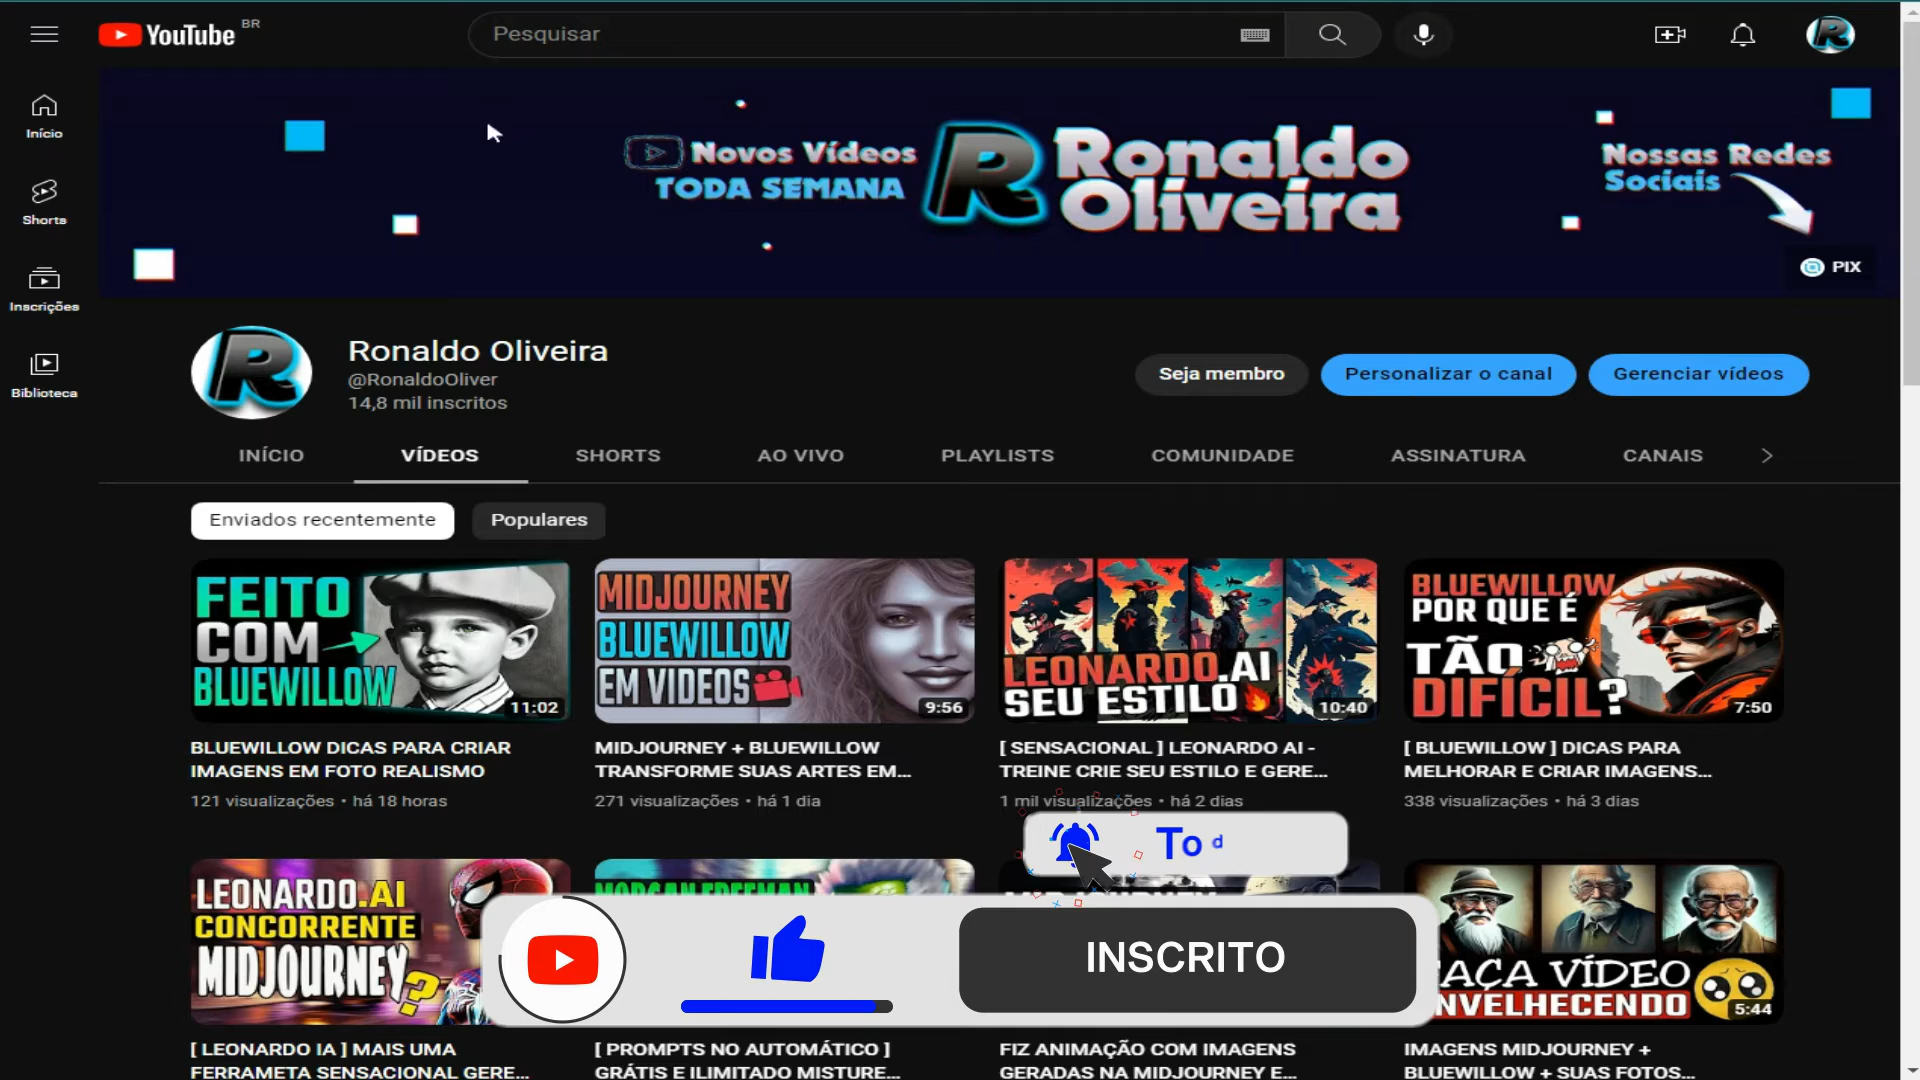 YouTube BR
Pesquisar
Início
Shorts
Inscrições
Biblioteca
Novos Vídeos
TODA SEMANA
R
Ronaldo
Oliveira
Nossas Redes
Sociais
PIX
Ronaldo Oliveira
@RonaldoOliver
14,8 mil inscritos
Seja membro
Personalizar o canal
Gerenciar vídeos
INÍCIO
VÍDEOS
SHORTS
AO VIVO
PLAYLISTS
COMUNIDADE
ASSINATURA
CANAIS
Enviados recentemente
Populares
FEITO
COM
BLUEWILLOW
11:02
MIDJOURNEY
BLUEWILLOW
EM VIDEOS
9:56
LEONARDO.AI
SEU ESTILO
10:40
BLUEWILLOW
POR QUE É
TÃO
DIFÍCIL?
7:50
BLUEWILLOW DICAS PARA CRIAR
IMAGENS EM FOTO REALISMO
121 visualizações • há 18 horas
MIDJOURNEY + BLUEWILLOW
TRANSFORME SUAS ARTES EM...
271 visualizações • há 1 dia
[ SENSACIONAL ] LEONARDO AI -
TREINE CRIE SEU ESTILO E GERE...
1 mil visualizações • há 2 dias
[ BLUEWILLOW ] DICAS PARA
MELHORAR E CRIAR IMAGENS...
338 visualizações • há 3 dias
To d
LEONARDO.AI
CONCORRENTE
MIDJOURNEY?
MORGAN FREEMAN
INSCRITO
AÇA VÍDEO
NVELHECENDO
5:44
[ LEONARDO IA ] MAIS UMA
FERRAMETA SENSACIONAL GERE...
[ PROMPTS NO AUTOMÁTICO ]
GRÁTIS E ILIMITADO MISTURE...
FIZ ANIMAÇÃO COM IMAGENS
GERADAS NA MIDJOURNEY E...
IMAGENS MIDJOURNEY +
BLUEWILLOW + SUAS FOTOS...